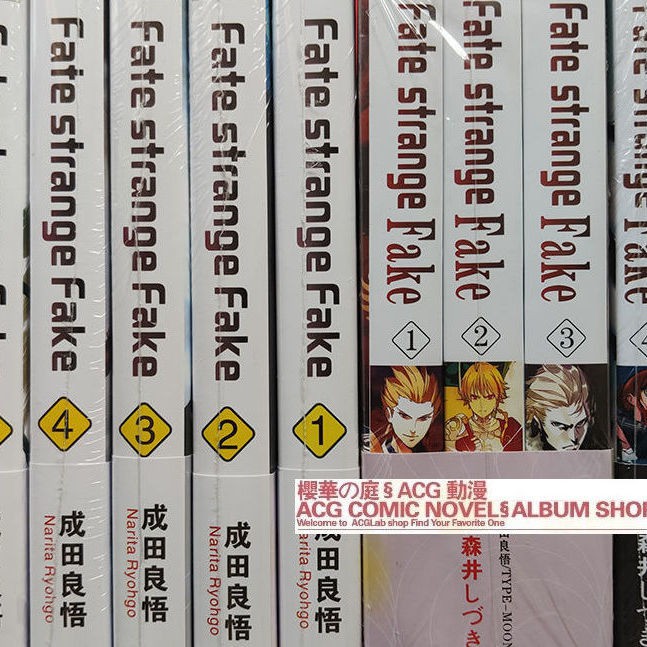 Fate strange Fake
4
成田良悟
Narita Ryohgo
Fate strange Fake
3
成田良悟
Narita Ryohgo
Fate strange Fake
2
成田良悟
Narita Ryohgo
Fate strange Fake
1
成田良悟
Narita Ryohgo
Fate strange Fake
1
森井しづき
Fate strange Fake
2
良悟/TYPE-MOON
Fate strange Fake
3
櫻華の庭§ACG 動漫
ACG COMIC NOVEL§ALBUM SHOP
Welcome to ACGLab shop Find Your Favorite One